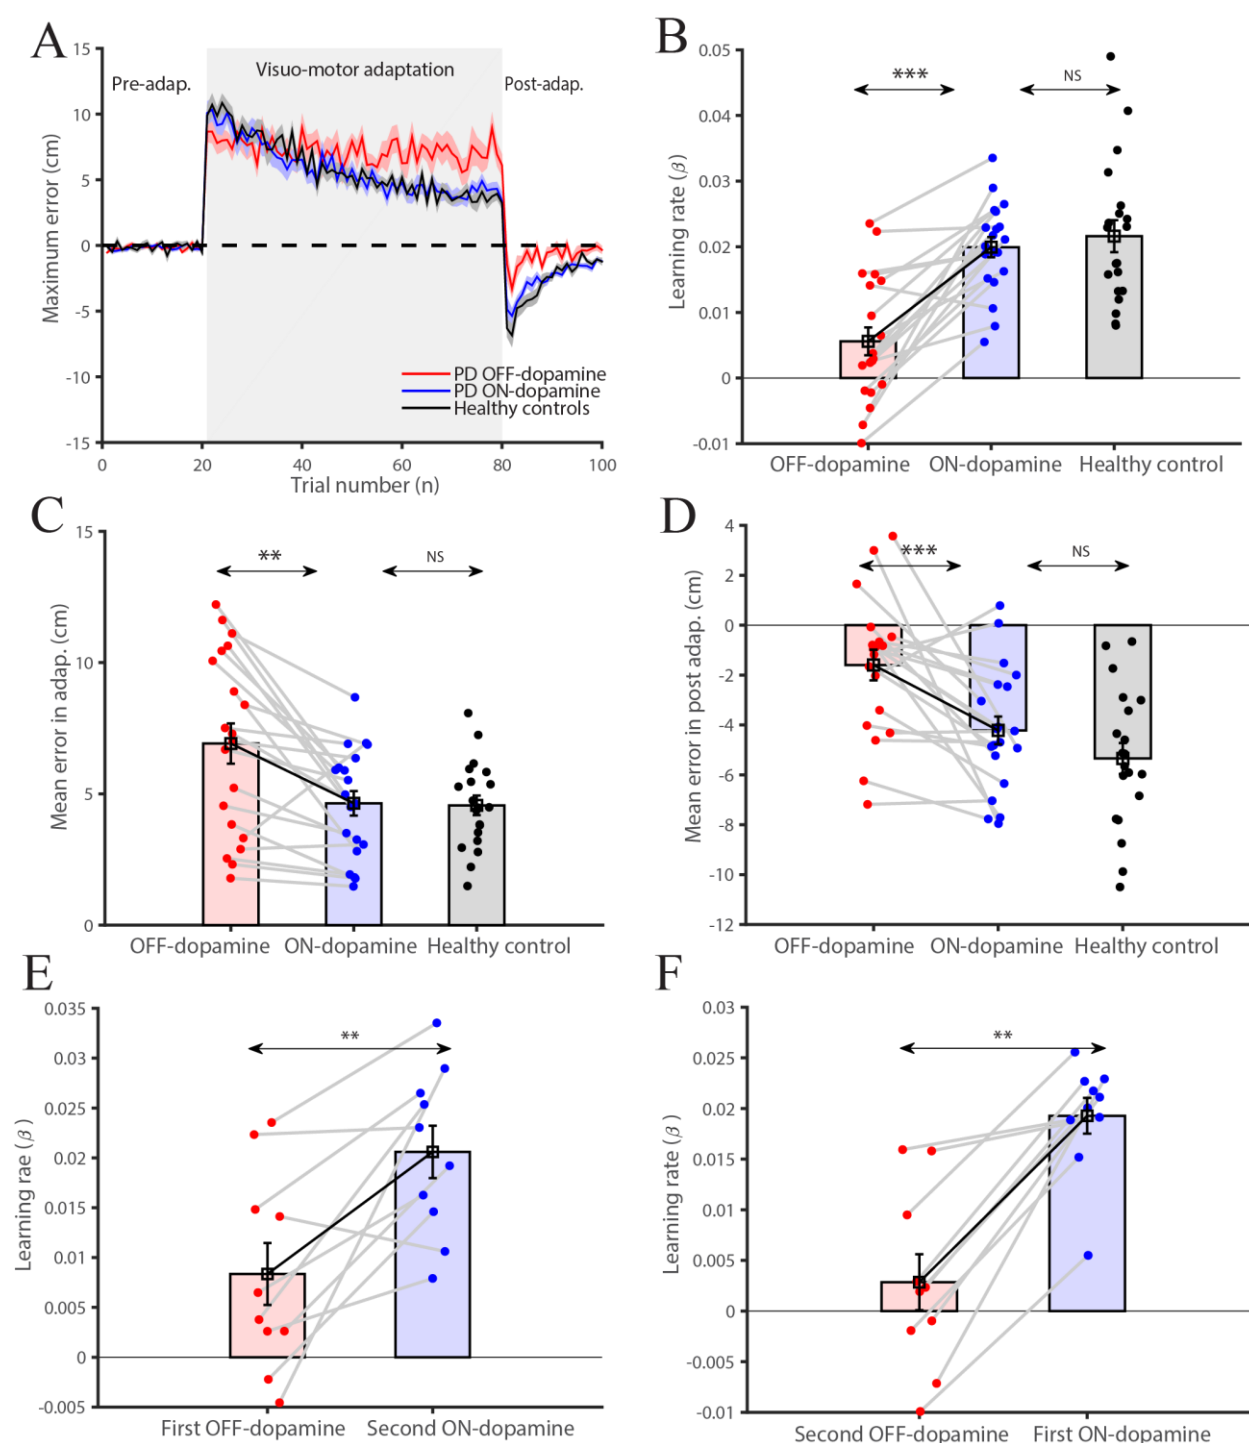 A
15
10
5
0
-5
-10
-15
Maximum error (cm)
Pre-adap.
Visuo-motor adaptation
Post-adap.
PD OFF-dopamine
PD ON-dopamine
Healthy controls
0
20
40
60
80
100
Trial number (n)
B
0.05
0.04
0.03
0.02
0.01
0
-0.01
Learning rate (β)
***
NS
OFF-dopamine
ON-dopamine
Healthy control
C
15
10
5
0
Mean error in adap. (cm)
**
NS
OFF-dopamine
ON-dopamine
Healthy control
D
4
2
0
-2
-4
-6
-8
-10
-12
Mean error in post adap. (cm)
***
NS
OFF-dopamine
ON-dopamine
Healthy control
E
0.035
0.03
0.025
0.02
0.015
0.01
0.005
0
-0.005
Learning rae (β)
**
First OFF-dopamine
Second ON-dopamine
F
0.03
0.025
0.02
0.015
0.01
0.005
0
-0.005
-0.01
Learning rate (β)
**
Second OFF-dopamine
First ON-dopamine